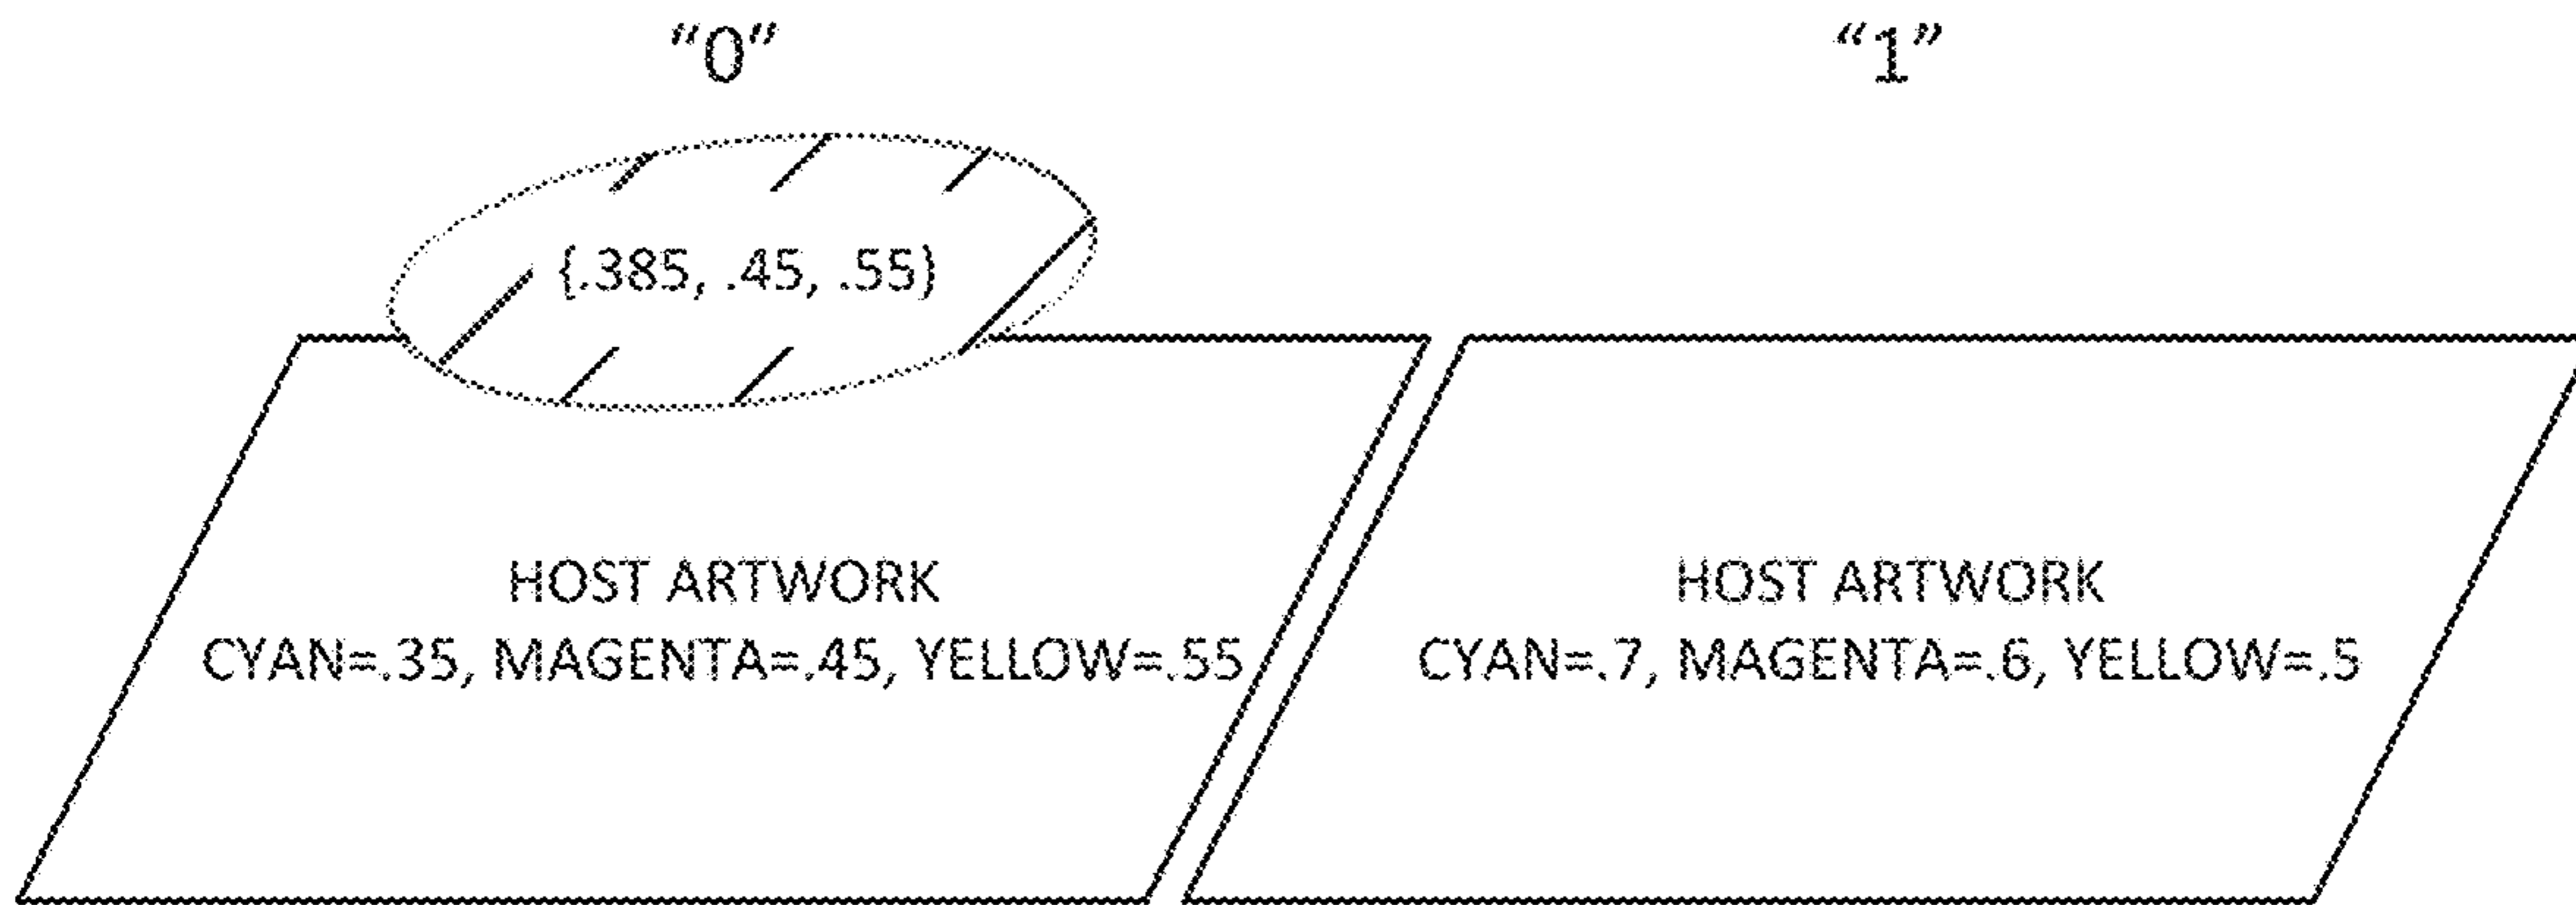 “0”
“1”
{.385, .45, .55}
HOST ARTWORK
CYAN=.35, MAGENTA=.45, YELLOW=.55
HOST ARTWORK
CYAN=.7, MAGENTA=.6, YELLOW=.5